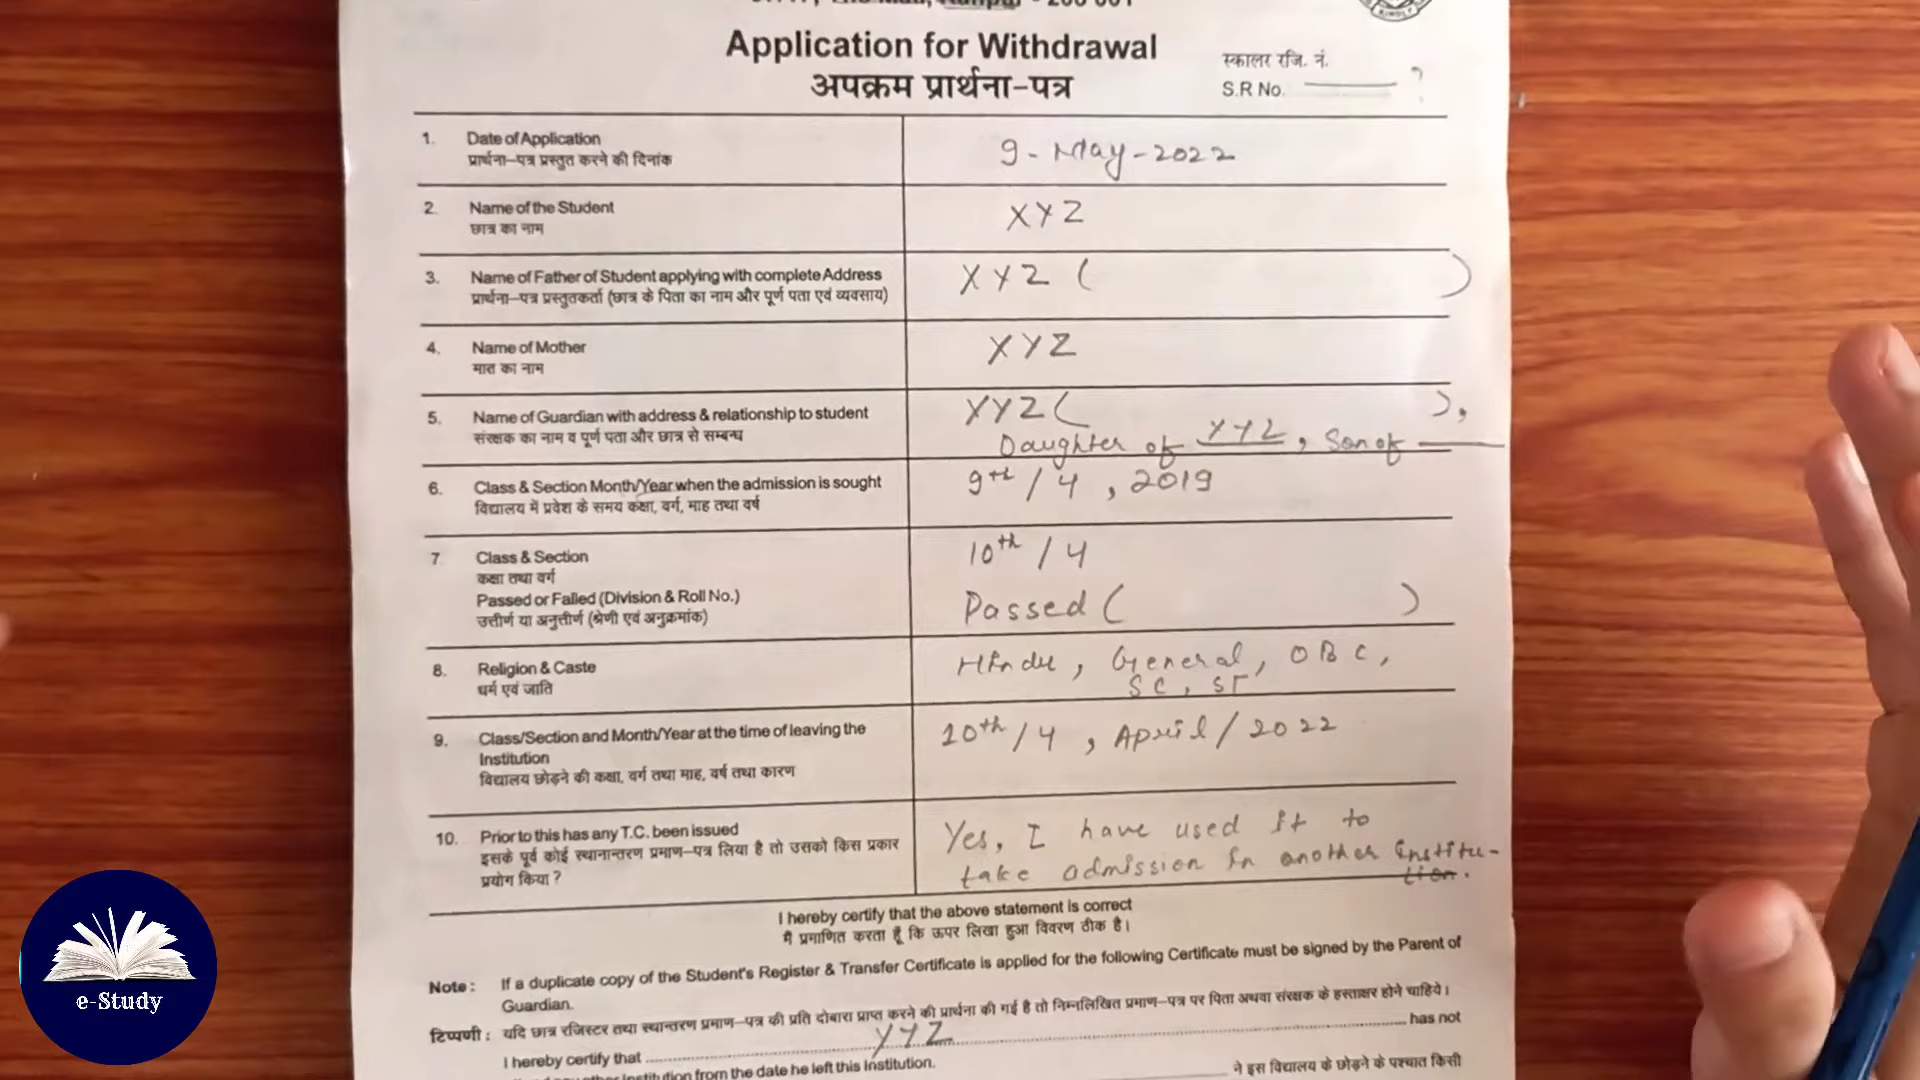 Application for Withdrawal
अपक्रम प्रार्थना-पत्र
स्कालर रजि. नं.
S.R No. ?
1. Date of Application
प्रार्थना-पत्र प्रस्तुत करने की दिनांक
9-May-2022
2. Name of the Student
छात्र का नाम
XYZ
3. Name of Father of Student applying with complete Address
प्रार्थना-पत्र प्रस्तुतकर्ता (छात्र के पिता का नाम और पूर्ण पता एवं व्यवसाय)
XYZ ( )
4. Name of Mother
मात का नाम
XYZ
5. Name of Guardian with address & relationship to student
संरक्षक का नाम व पूर्ण पता और छात्र से सम्बन्ध
XYZ ( ),
Daughter of XYZ, Son of
6. Class & Section Month/Year when the admission is sought
विद्यालय में प्रवेश के समय कक्षा, वर्ग, माह तथा वर्ष
9th / 4, 2019
7 Class & Section
कक्षा तथा वर्ग
10th / 4
Passed or Failed (Division & Roll No.)
उत्तीर्ण या अनुत्तीर्ण (श्रेणी एवं अनुक्रमांक)
Passed ( )
8. Religion & Caste
धर्म एवं जाति
Hindu, General, OBC,
SC, ST
9. Class/Section and Month/Year at the time of leaving the
Institution
विद्यालय छोड़ने की कक्षा, वर्ग तथा माह, वर्ष तथा कारण
10th / 4, April / 2022
10. Prior to this has any T.C. been issued
इसके पूर्व कोई स्थानान्तरण प्रमाण-पत्र लिया है तो उसको किस प्रकार
प्रयोग किया ?
Yes, I have used it to
take admission in another institu-
tion.
I hereby certify that the above statement is correct
मैं प्रमाणित करता हूँ कि ऊपर लिखा हुआ विवरण ठीक है।
Note : If a duplicate copy of the Student's Register & Transfer Certificate is applied for the following Certificate must be signed by the Parent of
Guardian.
टिप्पणी : यदि छात्र रजिस्टर तथा स्थान्तरण प्रमाण-पत्र की प्रति दोबारा प्राप्त करने की प्रार्थना की गई है तो निम्नलिखित प्रमाण-पत्र पर पिता अथवा संरक्षक के हस्ताक्षर होने चाहिये।
I hereby certify that XYZ has not
Institution from the date he left this Institution.
ने इस विद्यालय के छोड़ने के पश्चात किसी
e-Study